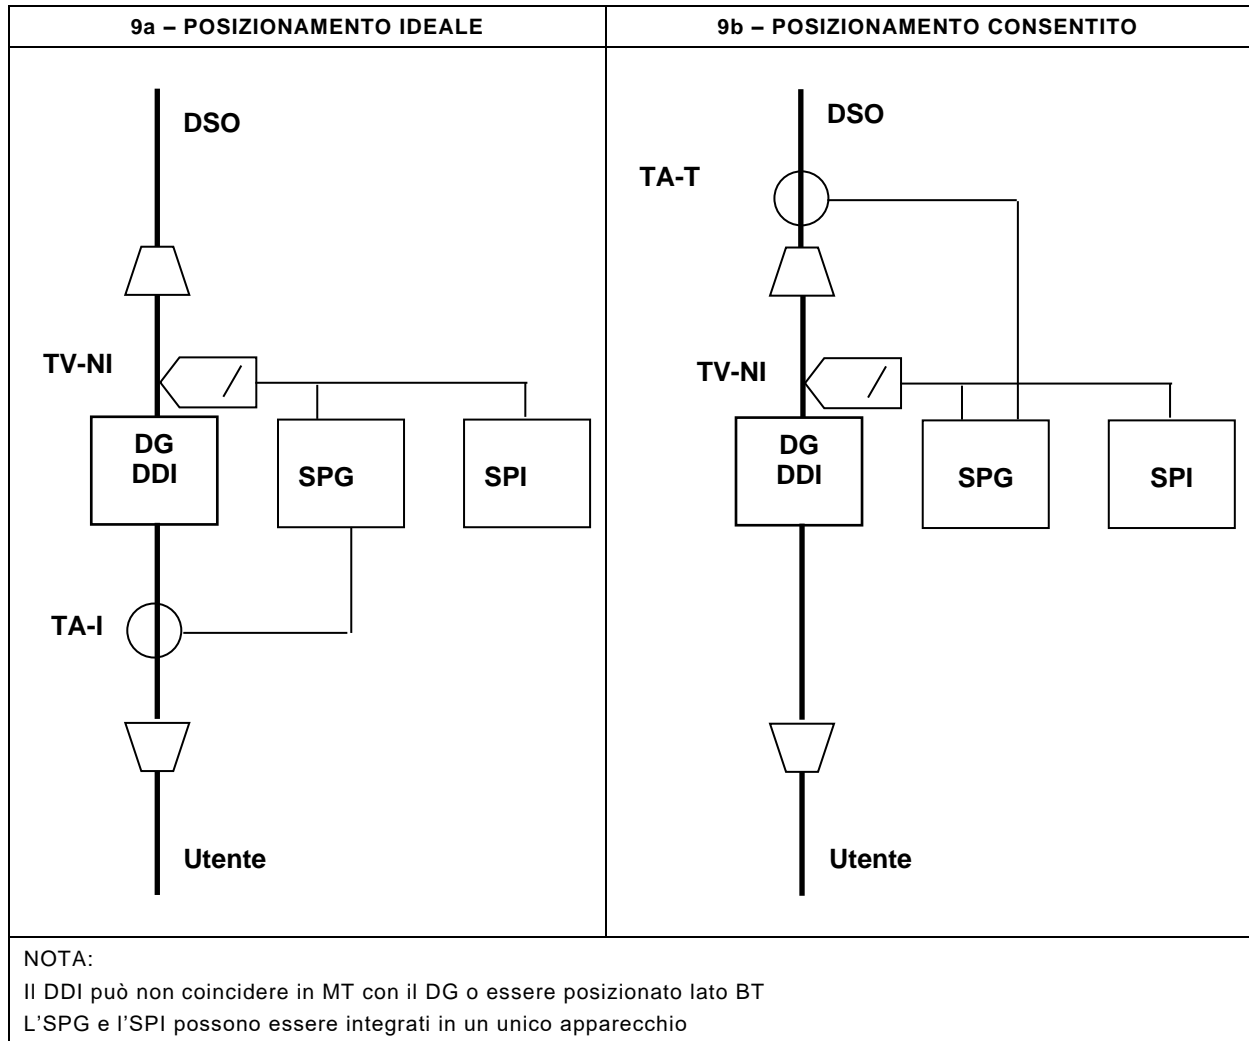 9a – POSIZIONAMENTO IDEALE
9b – POSIZIONAMENTO CONSENTITO
DSO
TV-NI
DG
DDI
SPG
SPI
TA-I
Utente
DSO
TA-T
TV-NI
DG
DDI
SPG
SPI
Utente
NOTA:
Il DDI può non coincidere in MT con il DG o essere posizionato lato BT
L'SPG e l'SPI possono essere integrati in un unico apparecchio